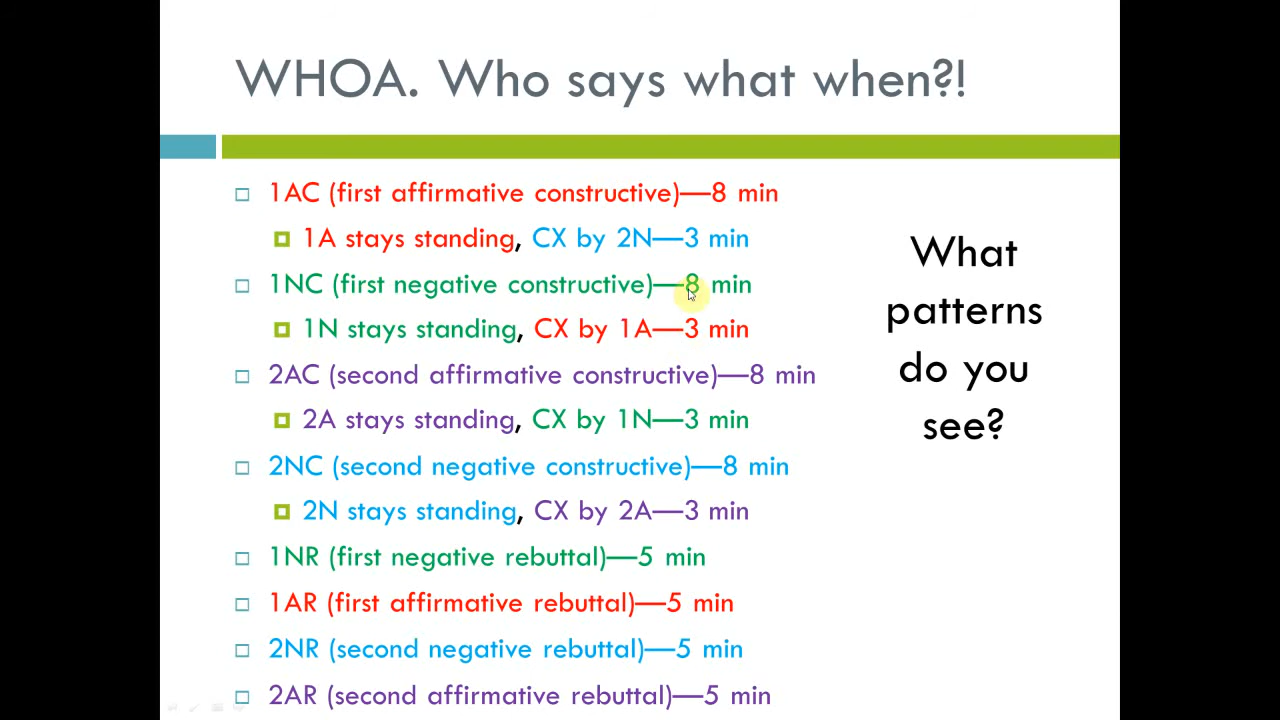 WHOA. Who says what when?!
1AC (first affirmative constructive)—8 min
1A stays standing, CX by 2N—3 min
1NC (first negative constructive)—8 min
1N stays standing, CX by 1A—3 min
2AC (second affirmative constructive)—8 min
2A stays standing, CX by 1N—3 min
2NC (second negative constructive)—8 min
2N stays standing, CX by 2A—3 min
1NR (first negative rebuttal)—5 min
1AR (first affirmative rebuttal)—5 min
2NR (second negative rebuttal)—5 min
2AR (second affirmative rebuttal)—5 min
What
patterns
do you
see?